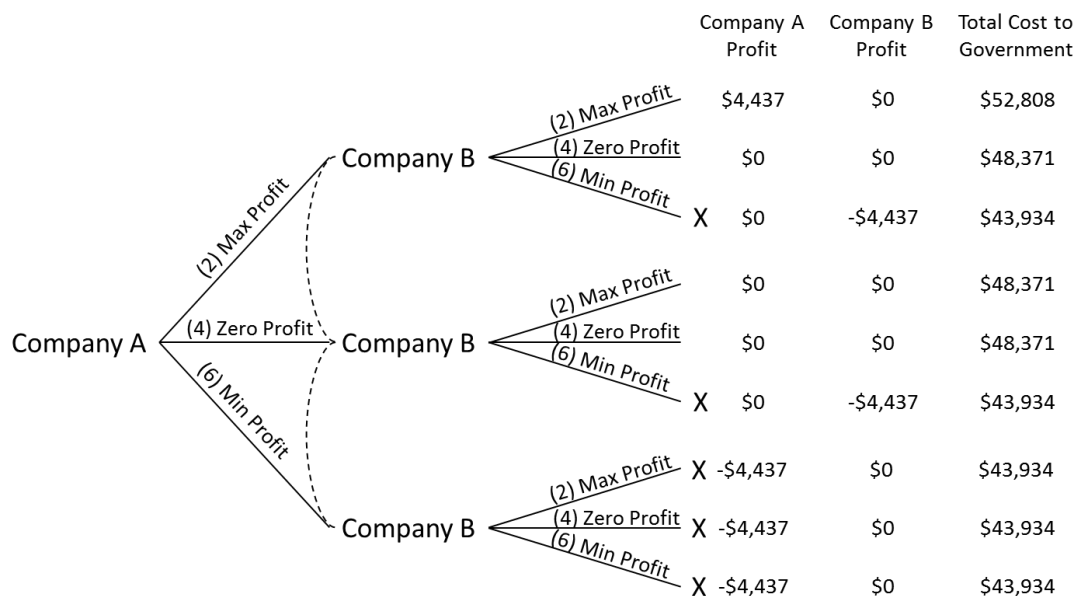 Company A Company B Total Cost to
Profit Profit Government
(2) Max Profit $4,437 $0 $52,808
Company B (4) Zero Profit $0 $0 $48,371
(6) Min Profit X $0 -$4,437 $43,934
(2) Max Profit
(2) Max Profit $0 $0 $48,371
Company A (4) Zero Profit Company B (4) Zero Profit $0 $0 $48,371
(6) Min Profit X $0 -$4,437 $43,934
(6) Min Profit
(2) Max Profit X -$4,437 $0 $43,934
Company B (4) Zero Profit X -$4,437 $0 $43,934
(6) Min Profit X -$4,437 $0 $43,934